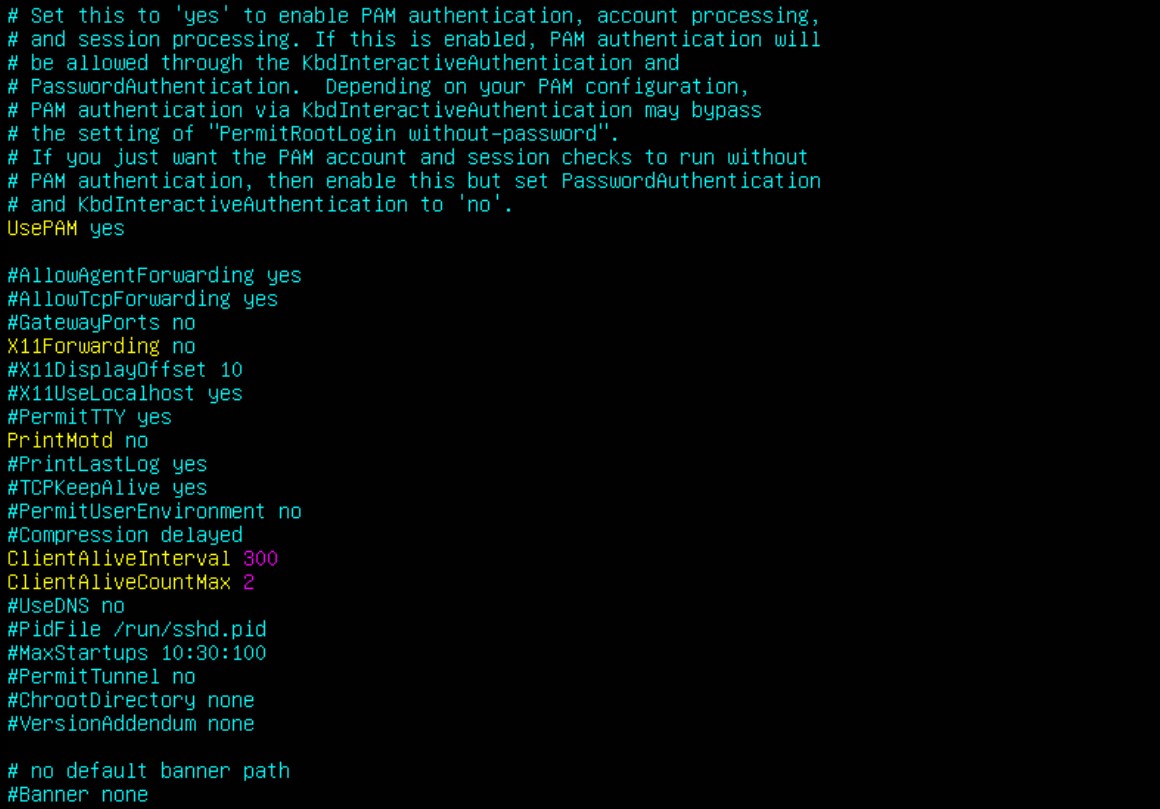 # Set this to 'yes' to enable PAM authentication, account processing,
# and session processing. If this is enabled, PAM authentication will
# be allowed through the KbdInteractiveAuthentication and
# PasswordAuthentication.  Depending on your PAM configuration,
# PAM authentication via KbdInteractiveAuthentication may bypass
# the setting of "PermitRootLogin without-password".
# If you just want the PAM account and session checks to run without
# PAM authentication, then enable this but set PasswordAuthentication
# and KbdInteractiveAuthentication to 'no'.
UsePAM yes

#AllowAgentForwarding yes
#AllowTcpForwarding yes
#GatewayPorts no
X11Forwarding no
#X11DisplayOffset 10
#X11UseLocalhost yes
#PermitTTY yes
PrintMotd no
#PrintLastLog yes
#TCPKeepAlive yes
#PermitUserEnvironment no
#Compression delayed
ClientAliveInterval 300
ClientAliveCountMax 2
#UseDNS no
#PidFile /run/sshd.pid
#MaxStartups 10:30:100
#PermitTunnel no
#ChrootDirectory none
#VersionAddendum none

# no default banner path
#Banner none